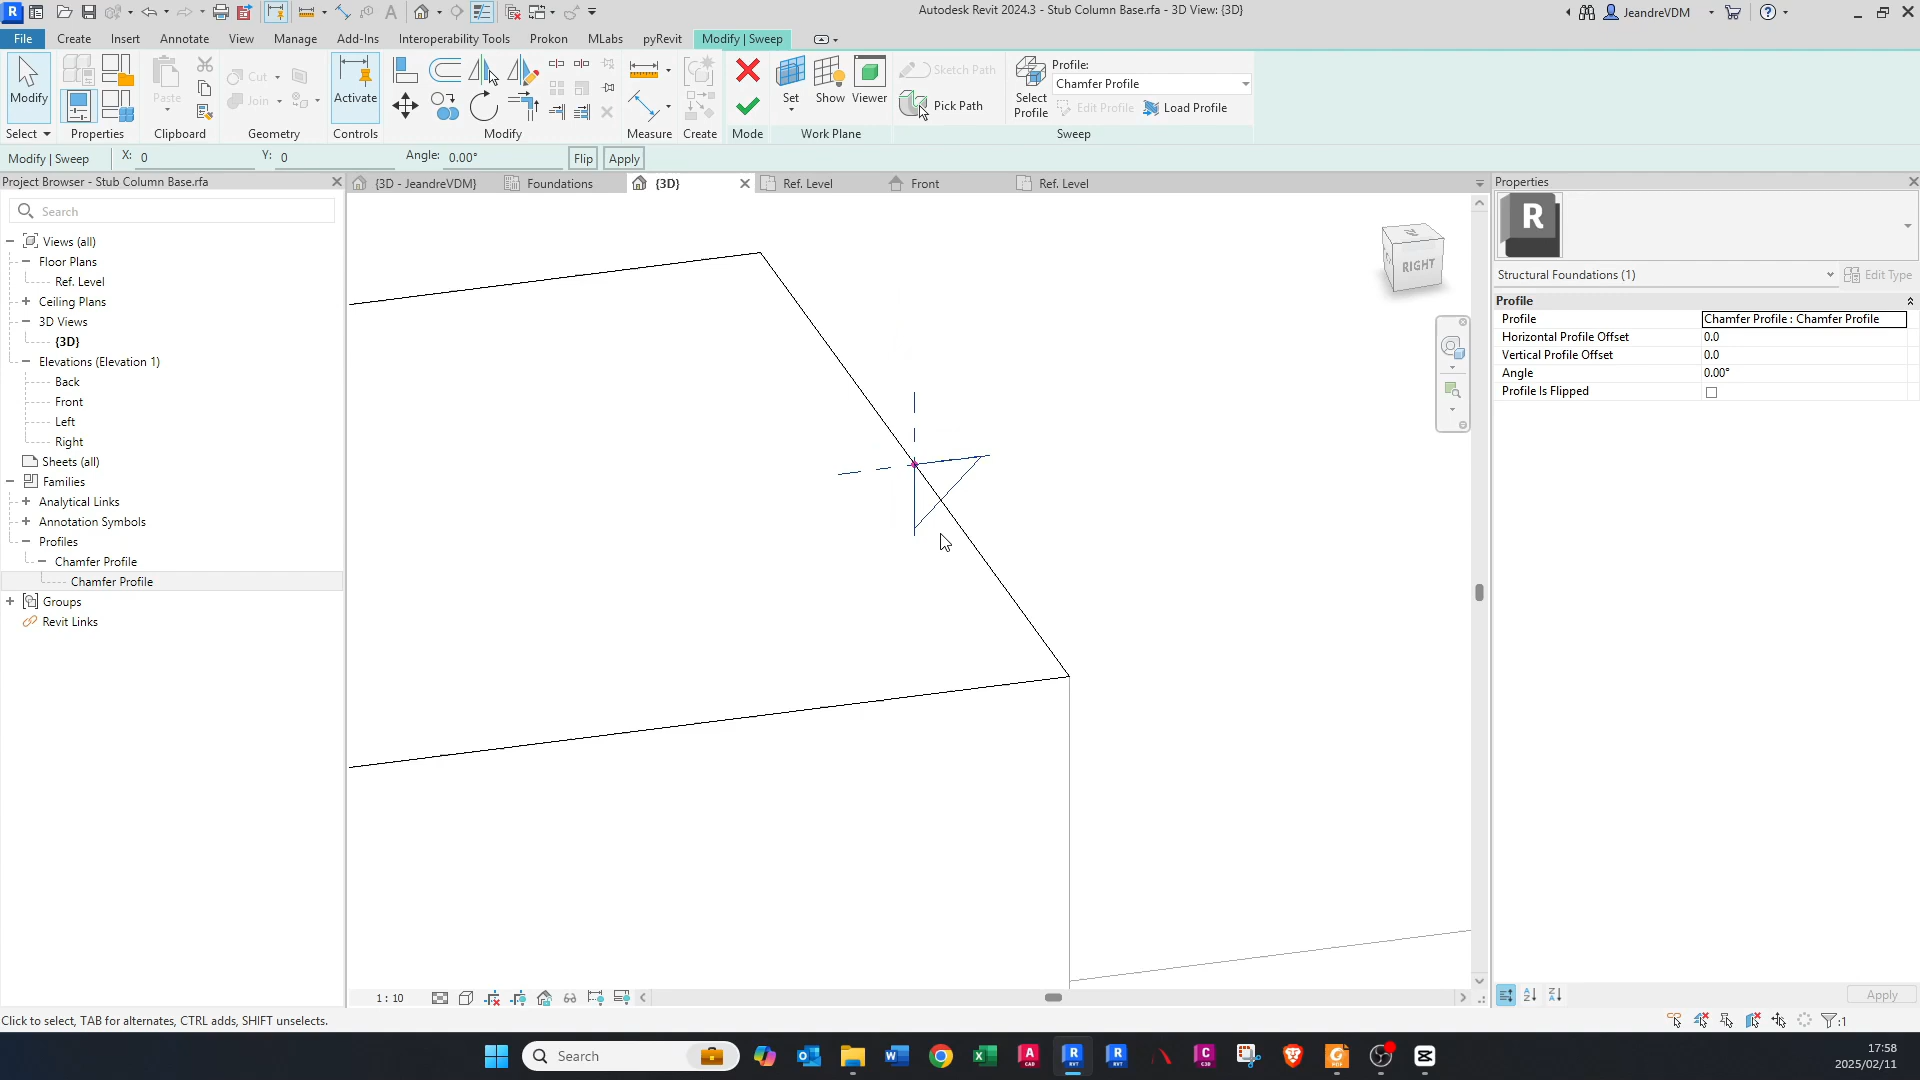 Autodesk Revit 2024.3 - Stub Column Base.rfa - 3D View: {3D}
JeandreVDM
File Create Insert Annotate View Manage Add-Ins Interoperability Tools Prokon MLabs pyRevit Modify | Sweep
Modify
Paste
Cut
Join
Activate
Set
Show
Viewer
Sketch Path
Pick Path
Select
Profile
Profile:
Chamfer Profile
Edit Profile
Load Profile
Select Properties Clipboard Geometry Controls Modify Measure Create Mode Work Plane Sweep
Modify | Sweep X: 0 Y: 0 Angle: 0.00° Flip Apply
Project Browser - Stub Column Base.rfa
Search
Views (all)
Floor Plans
Ref. Level
Ceiling Plans
3D Views
{3D}
Elevations (Elevation 1)
Back
Front
Left
Right
Sheets (all)
Families
Analytical Links
Annotation Symbols
Profiles
Chamfer Profile
Chamfer Profile
Groups
Revit Links
{3D - JeandreVDM} Foundations {3D} Ref. Level Front Ref. Level
RIGHT
Properties
R
Structural Foundations (1) Edit Type
Profile
Profile Chamfer Profile : Chamfer Profile
Horizontal Profile Offset 0.0
Vertical Profile Offset 0.0
Angle 0.00°
Profile Is Flipped
1 : 10
Apply
Click to select, TAB for alternates, CTRL adds, SHIFT unselects.
:1
Search
17:58
2025/02/11